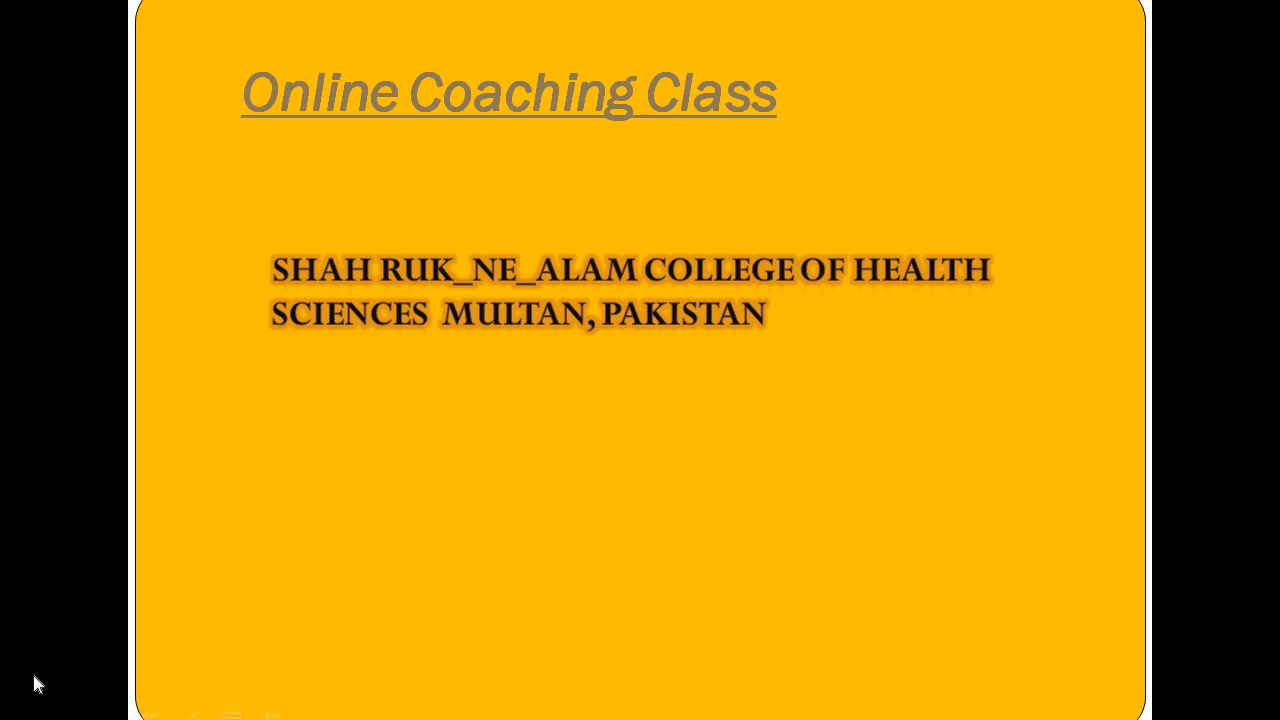 Online Coaching Class
SHAH RUK_NE_ALAM COLLEGE OF HEALTH
SCIENCES MULTAN, PAKISTAN